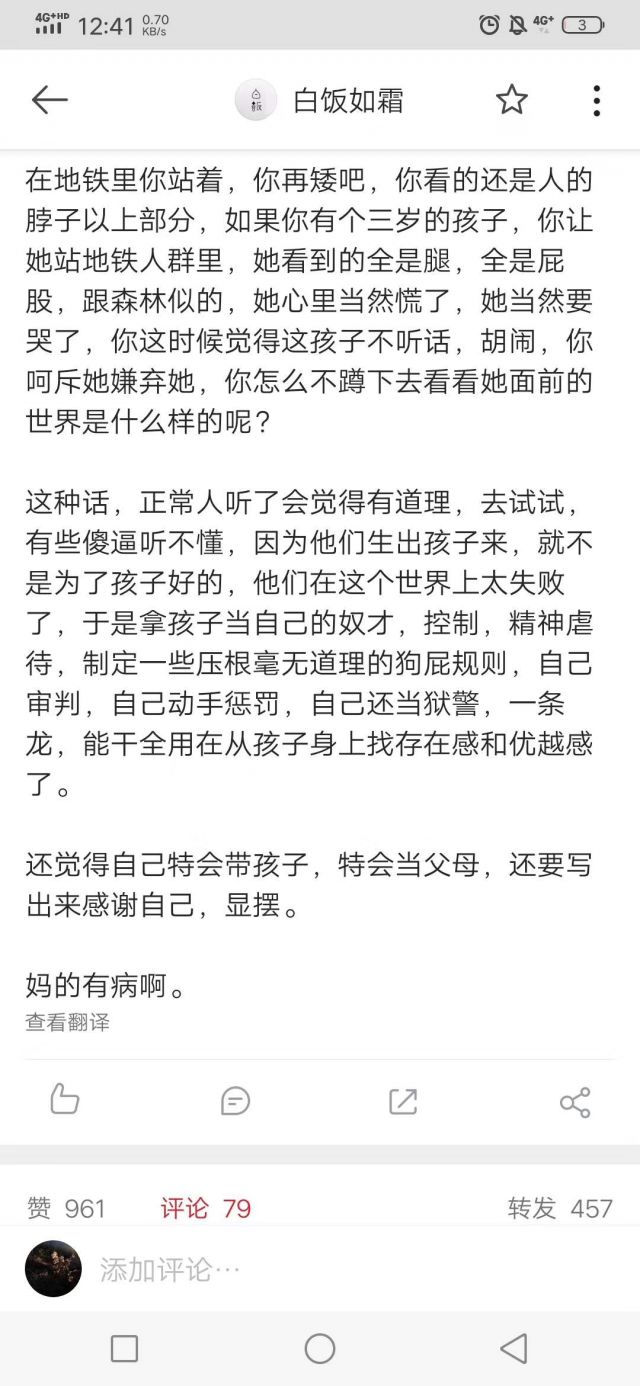 4G+HD 12:41 0.70 KB/s 4G+ 3
白饭如霜
在地铁里你站着，你再矮吧，你看的还是人的
脖子以上部分，如果你有个三岁的孩子，你让
她站地铁人群里，她看到的全是腿，全是屁
股，跟森林似的，她心里当然慌了，她当然要
哭了，你这时候觉得这孩子不听话，胡闹，你
呵斥她嫌弃她，你怎么不蹲下去看看她面前的
世界是什么样的呢？
这种话，正常人听了会觉得有道理，去试试，
有些傻逼听不懂，因为他们生出孩子来，就不
是为了孩子好的，他们在这个世界上太失败
了，于是拿孩子当自己的奴才，控制，精神虐
待，制定一些压根毫无道理的狗屁规则，自己
审判，自己动手惩罚，自己还当狱警，一条
龙，能干全用在从孩子身上找存在感和优越感
了。
还觉得自己特会带孩子，特会当父母，还要写
出来感谢自己，显摆。
妈的有病啊。
查看翻译
赞 961 评论 79 转发 457
添加评论…